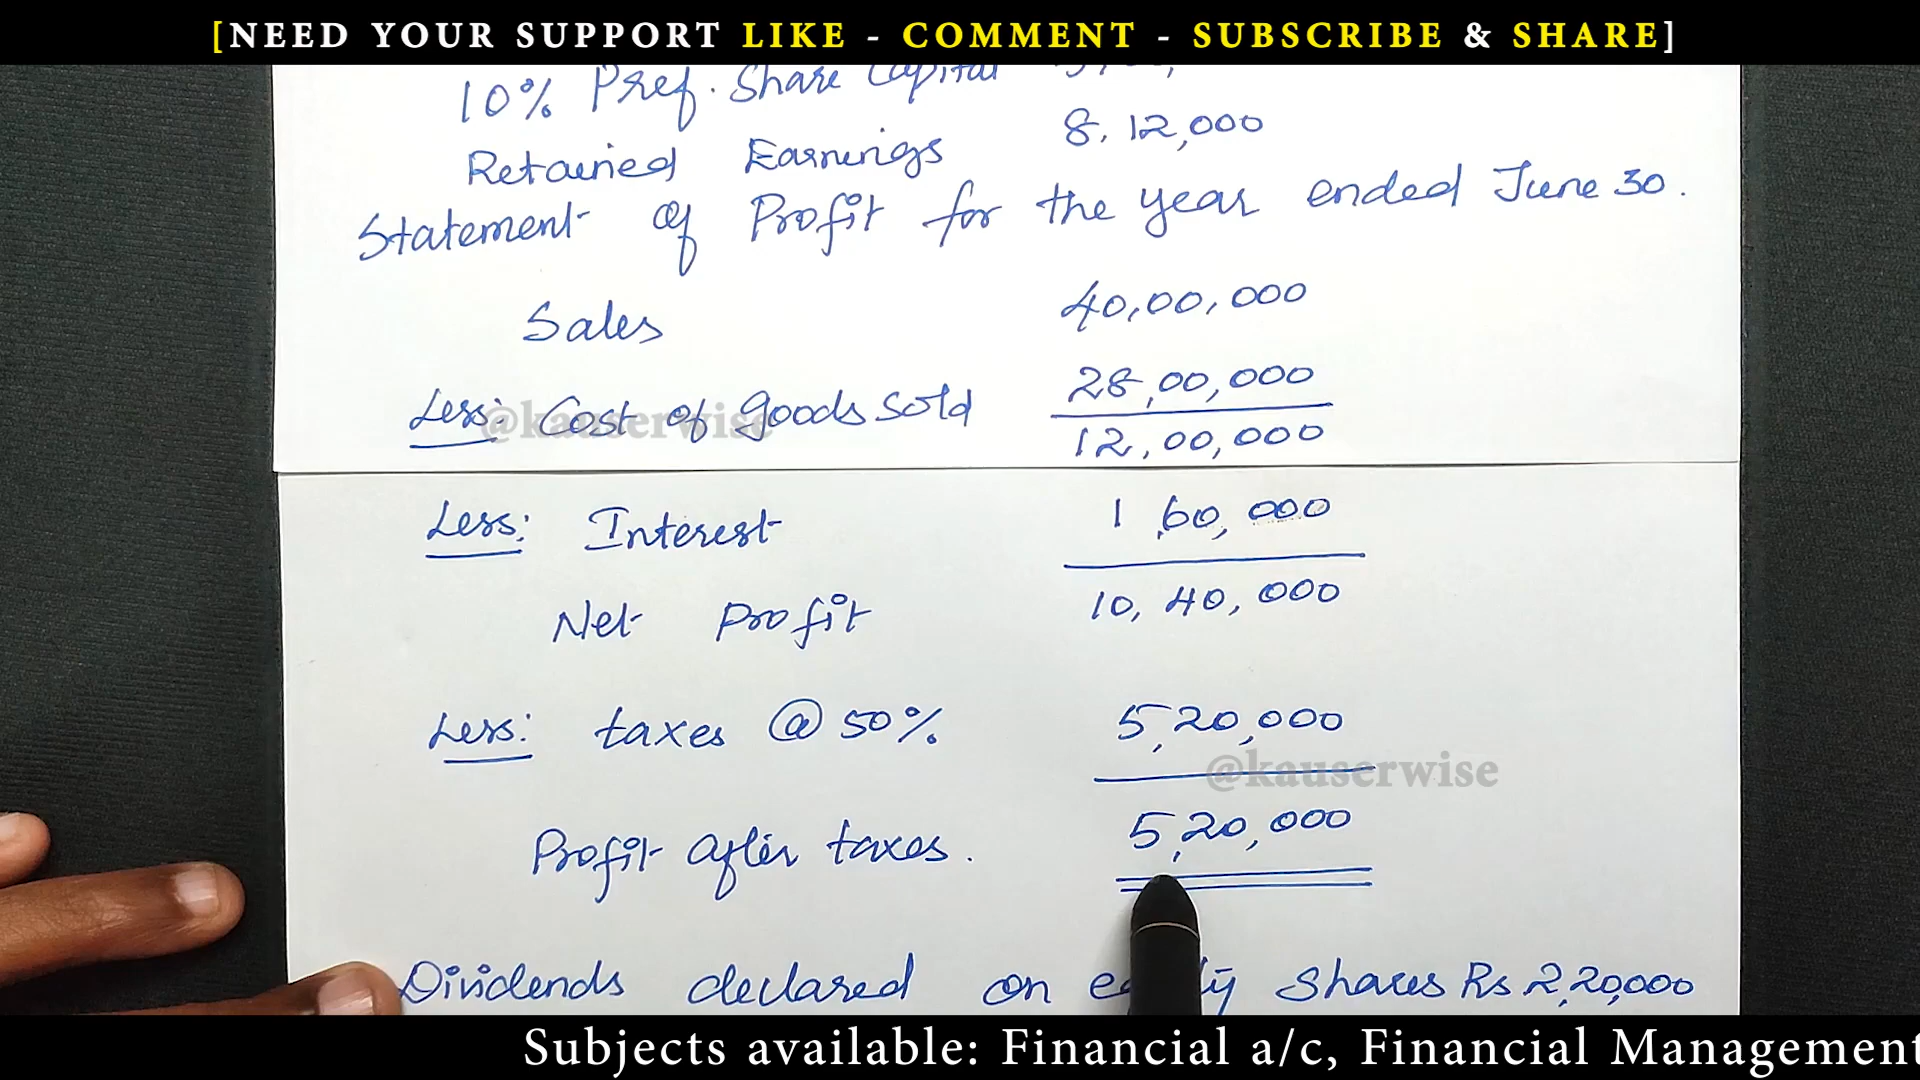 [NEED YOUR SUPPORT LIKE - COMMENT - SUBSCRIBE & SHARE]
10% Pref. Share Capital
Retained Earnings 8,12,000
Statement of Profit for the year ended June 30.
Sales 40,00,000
Less: Cost of goods sold 28,00,000
@kauserwise
12,00,000
Less: Interest 1,60,000
Net Profit 10,40,000
Less: taxes @ 50% 5,20,000
@kauserwise
Profit after taxes. 5,20,000
Dividends declared on shares Rs 2,20,000
Subjects available: Financial a/c, Financial Management